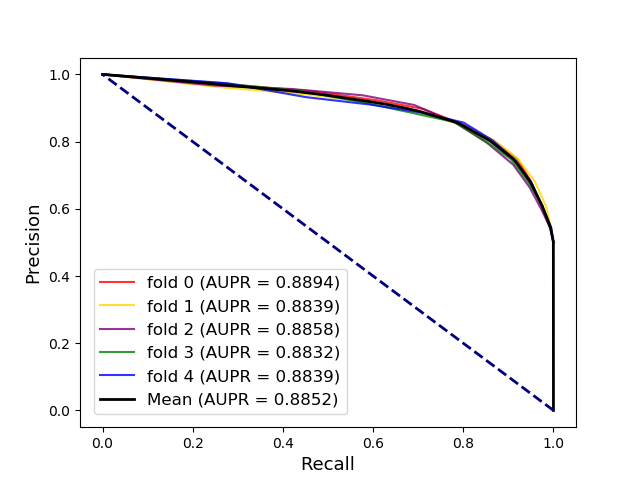 1.0
0.8
0.6
0.4
0.2
0.0
Precision
fold 0 (AUPR = 0.8894)
fold 1 (AUPR = 0.8839)
fold 2 (AUPR = 0.8858)
fold 3 (AUPR = 0.8832)
fold 4 (AUPR = 0.8839)
Mean (AUPR = 0.8852)
0.0 0.2 0.4 0.6 0.8 1.0
Recall